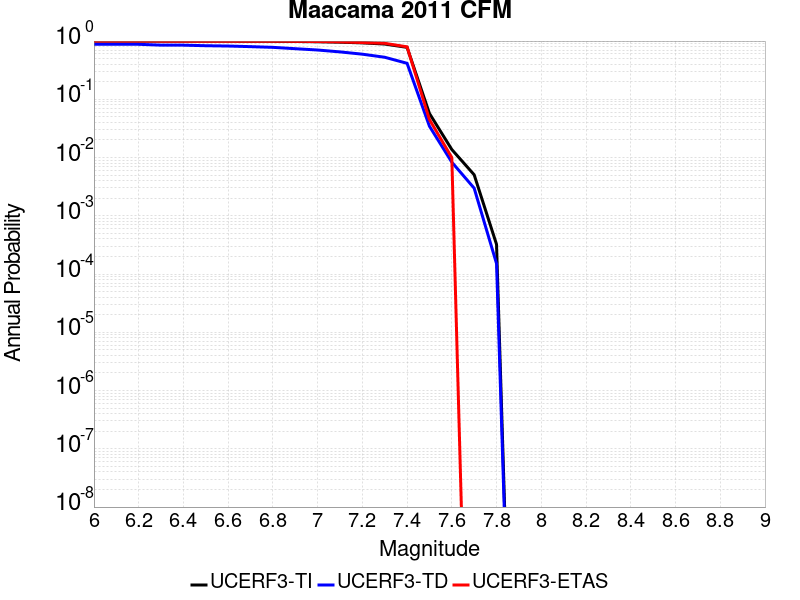 Maacama 2011 CFM
Annual Probability
10^0
10^-1
10^-2
10^-3
10^-4
10^-5
10^-6
10^-7
10^-8
6 6.2 6.4 6.6 6.8 7 7.2 7.4 7.6 7.8 8 8.2 8.4 8.6 8.8 9
Magnitude
UCERF3-TI UCERF3-TD UCERF3-ETAS